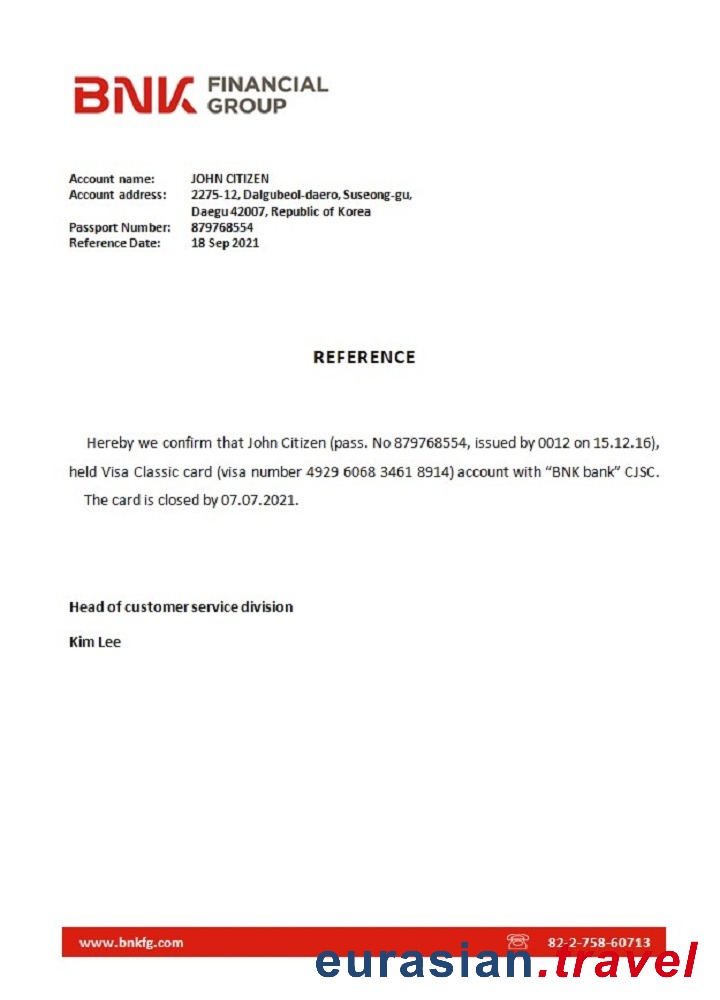 BNK FINANCIAL
GROUP
Account name: JOHN CITIZEN
Account address: 2275-12, Dalgubeol-daero, Suseong-gu,
Daegu 42007, Republic of Korea
Passport Number: 879768554
Reference Date: 18 Sep 2021
REFERENCE
Hereby we confirm that John Citizen (pass. No 879768554, issued by 0012 on 15.12.16),
held Visa Classic card (visa number 4929 6068 3461 8914) account with “BNK bank” CJSC.
The card is closed by 07.07.2021.
Head of customer service division
Kim Lee
www.bnkfg.com 82-2-758-60713
eurasian.travel